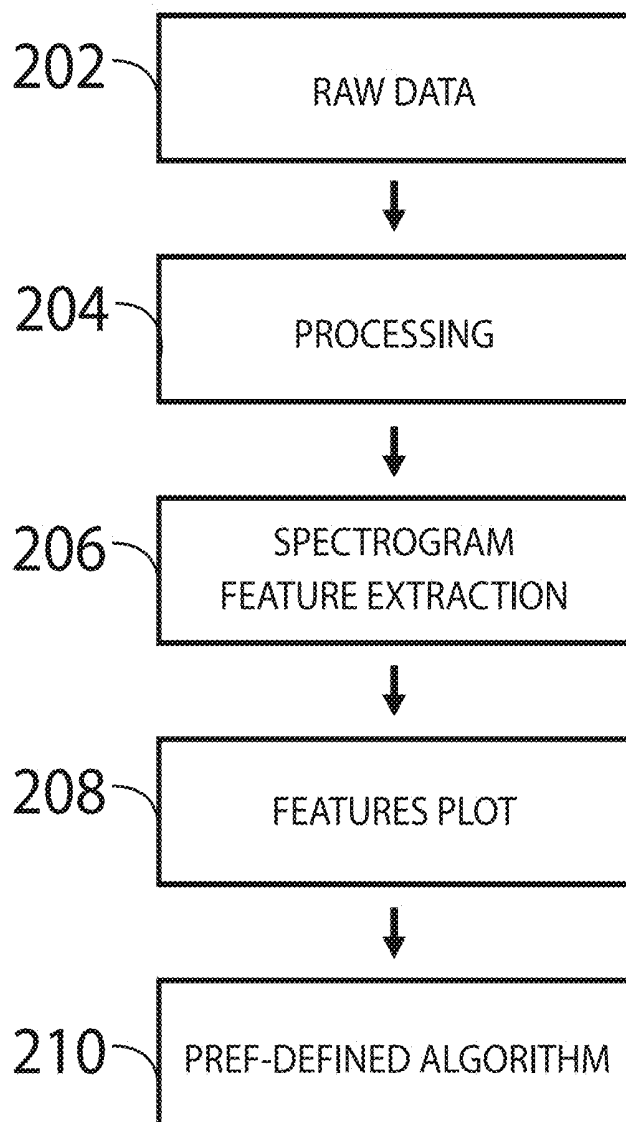 202
RAW DATA
204
PROCESSING
206
SPECTROGRAM
FEATURE EXTRACTION
208
FEATURES PLOT
210
PREF-DEFINED ALGORITHM